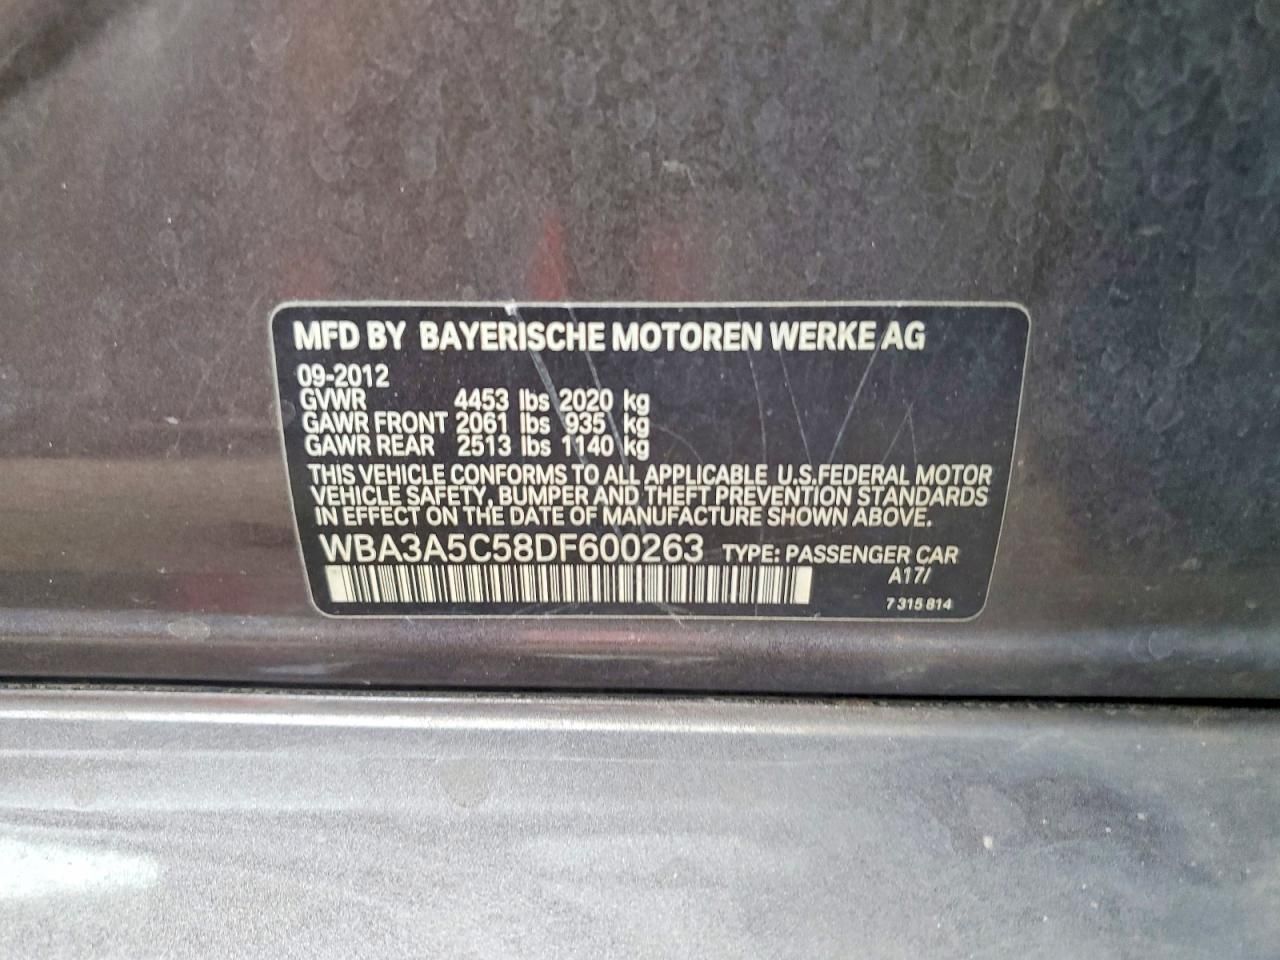 MFD BY BAYERISCHE MOTOREN WERKE AG
09-2012
GVWR 4453 lbs 2020 kg
GAWR FRONT 2061 lbs 935 kg
GAWR REAR 2513 lbs 1140 kg
THIS VEHICLE CONFORMS TO ALL APPLICABLE U.S.FEDERAL MOTOR
VEHICLE SAFETY, BUMPER AND THEFT PREVENTION STANDARDS
IN EFFECT ON THE DATE OF MANUFACTURE SHOWN ABOVE.
WBA3A5C58DF600263 TYPE: PASSENGER CAR
A17/
7 315 814